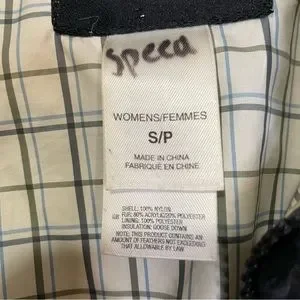 Speca
WOMENS/FEMMES
S/P
MADE IN CHINA
FABRIQUÉ EN CHINE
SHELL: 100% NYLON
FUR: 80% ACRYLIC/20% POLYESTER
LINING: 100% POLYESTER
INSULATION: GOOSE DOWN
NOTE: THIS PRODUCT CONTAINS AN
AMOUNT OF FEATHERS NOT EXCEEDING
THAT ALLOWABLE BY LAW